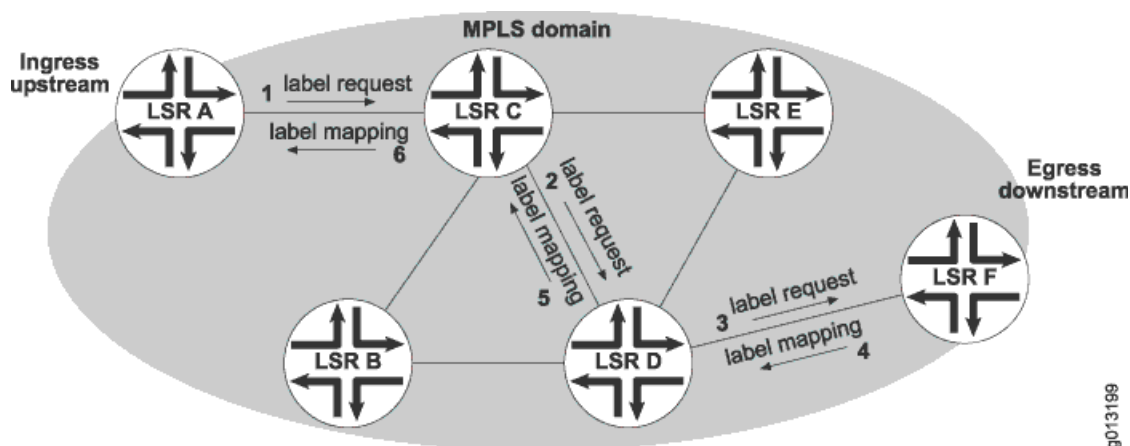 MPLS domain
Ingress
upstream
1 label request
LSR A
LSR C
LSR E
label mapping
6
2 label request
label mapping
5
Egress
downstream
LSR F
3 label request
label mapping 4
LSR B
LSR D
g013199